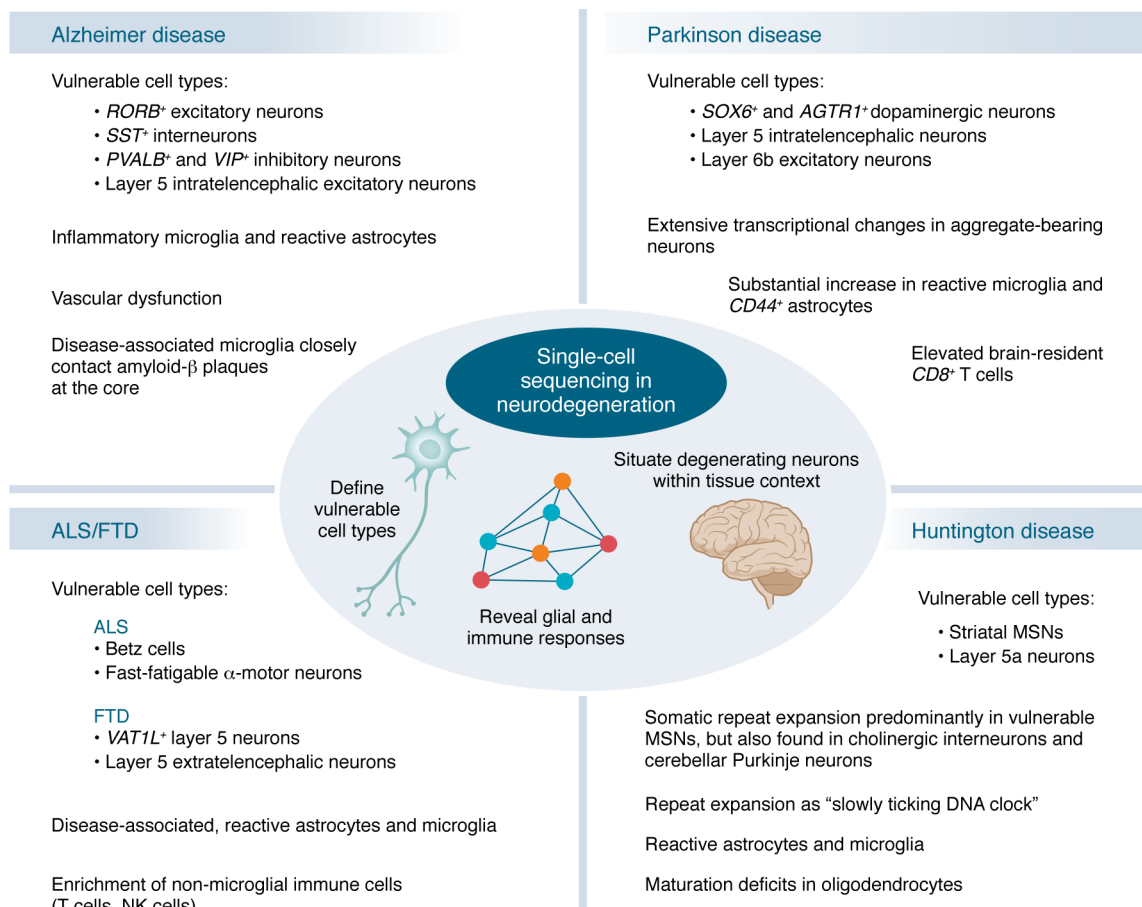 Alzheimer disease
Vulnerable cell types:
• RORB⁺ excitatory neurons
• SST⁺ interneurons
• PVALB⁺ and VIP⁺ inhibitory neurons
• Layer 5 intratelencephalic excitatory neurons
Inflammatory microglia and reactive astrocytes
Vascular dysfunction
Disease-associated microglia closely
contact amyloid-β plaques
at the core
Parkinson disease
Vulnerable cell types:
• SOX6⁺ and AGTR1⁺ dopaminergic neurons
• Layer 5 intratelencephalic neurons
• Layer 6b excitatory neurons
Extensive transcriptional changes in aggregate-bearing
neurons
Substantial increase in reactive microglia and
CD44⁺ astrocytes
Elevated brain-resident
CD8⁺ T cells
Single-cell
sequencing in
neurodegeneration
Define
vulnerable
cell types
Reveal glial and
immune responses
Situate degenerating neurons
within tissue context
ALS/FTD
Vulnerable cell types:
ALS
• Betz cells
• Fast-fatigable α-motor neurons
FTD
• VAT1L⁺ layer 5 neurons
• Layer 5 extratelencephalic neurons
Disease-associated, reactive astrocytes and microglia
Enrichment of non-microglial immune cells
(T cells, NK cells)
Huntington disease
Vulnerable cell types:
• Striatal MSNs
• Layer 5a neurons
Somatic repeat expansion predominantly in vulnerable
MSNs, but also found in cholinergic interneurons and
cerebellar Purkinje neurons
Repeat expansion as “slowly ticking DNA clock”
Reactive astrocytes and microglia
Maturation deficits in oligodendrocytes